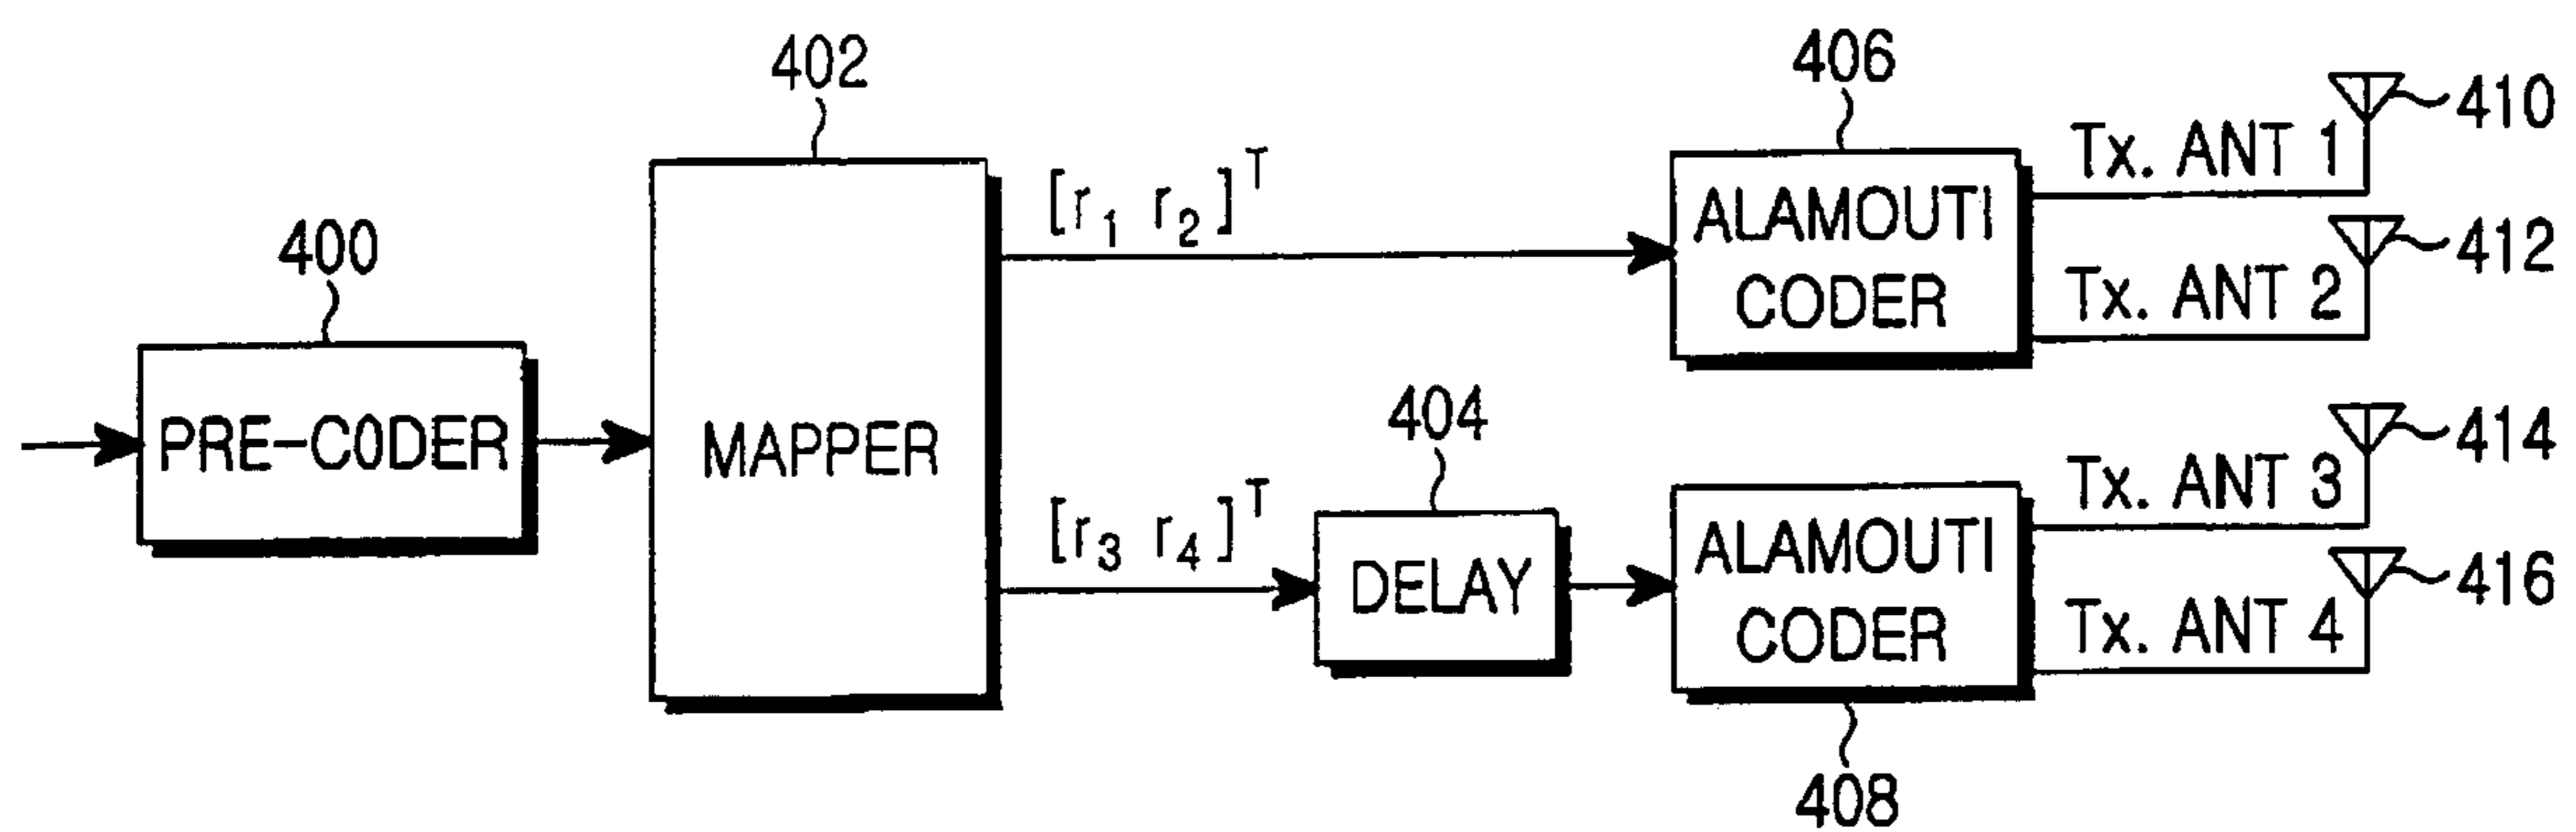 402
406
410
Tx. ANT 1
[r1 r2]T
ALAMOUTI
CODER
412
Tx. ANT 2
400
PRE-CODER
MAPPER
404
414
Tx. ANT 3
[r3 r4]T
DELAY
ALAMOUTI
CODER
416
Tx. ANT 4
408